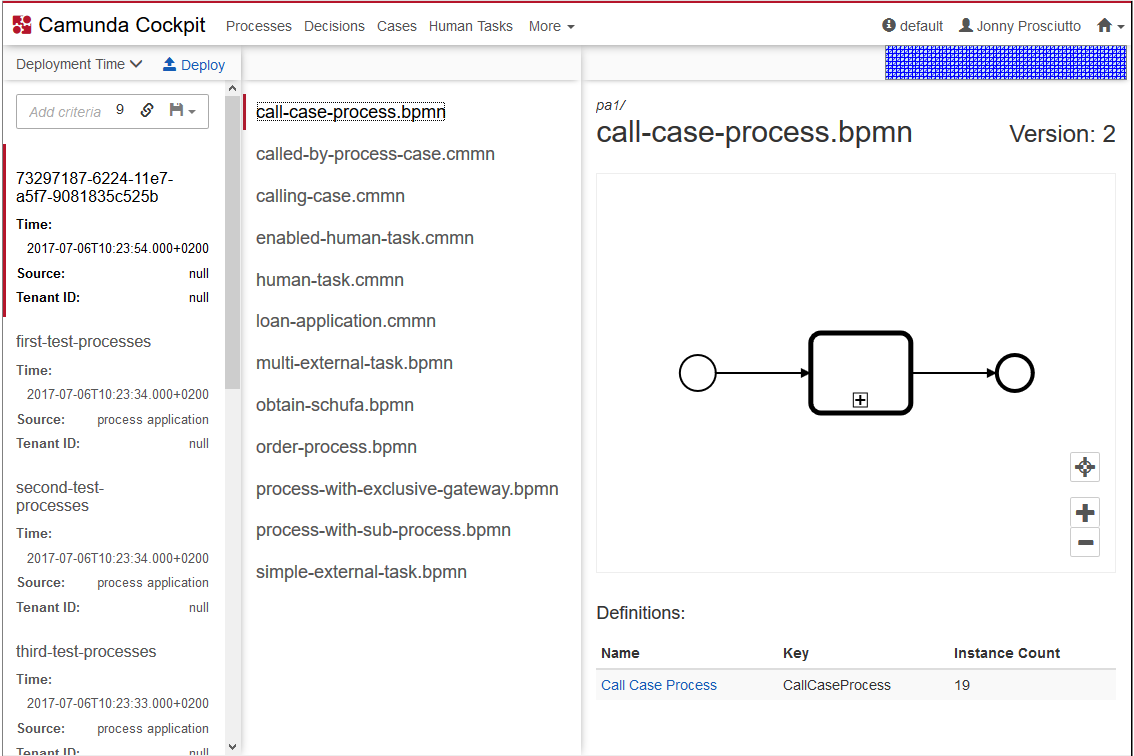 Camunda Cockpit Processes Decisions Cases Human Tasks More default Jonny Prosciutto
Deployment Time Deploy
Add criteria 9
73297187-6224-11e7-
a5f7-9081835c525b
Time:
2017-07-06T10:23:54.000+0200
Source: null
Tenant ID: null
first-test-processes
Time:
2017-07-06T10:23:34.000+0200
Source: process application
Tenant ID: null
second-test-
processes
Time:
2017-07-06T10:23:34.000+0200
Source: process application
Tenant ID: null
third-test-processes
Time:
2017-07-06T10:23:33.000+0200
Source: process application
Tenant ID: null
call-case-process.bpmn
called-by-process-case.cmmn
calling-case.cmmn
enabled-human-task.cmmn
human-task.cmmn
loan-application.cmmn
multi-external-task.bpmn
obtain-schufa.bpmn
order-process.bpmn
process-with-exclusive-gateway.bpmn
process-with-sub-process.bpmn
simple-external-task.bpmn
pa1/
call-case-process.bpmn Version: 2
Definitions:
Name Key Instance Count
Call Case Process CallCaseProcess 19